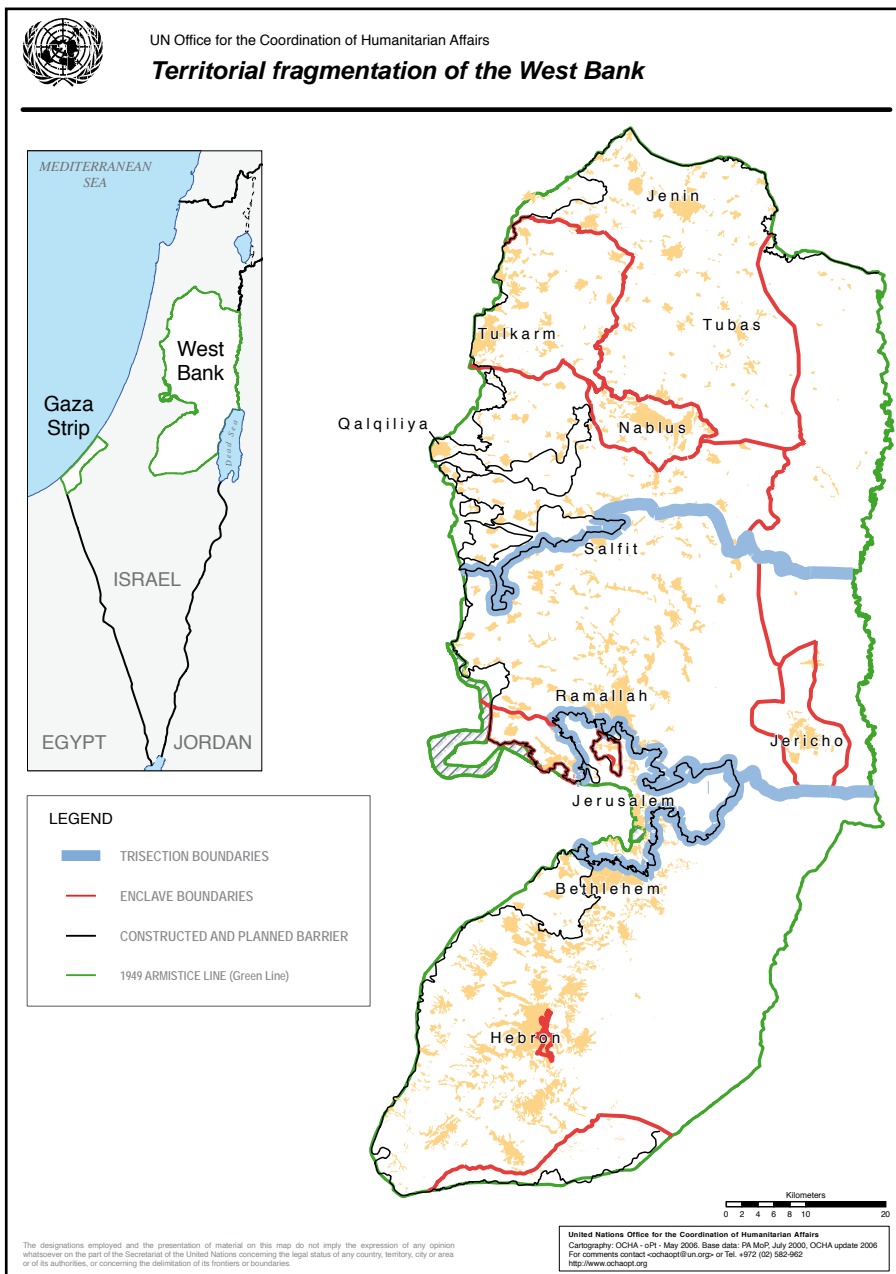 UN Office for the Coordination of Humanitarian Affairs
Territorial fragmentation of the West Bank
MEDITERRANEAN
SEA
West
Bank
Gaza
Strip
Dead Sea
ISRAEL
EGYPT
JORDAN
Jenin
Tubas
Tulkarm
Qalqiliya
Nablus
Salfit
Ramallah
Jericho
Jerusalem
Bethlehem
Hebron
LEGEND
TRISECTION BOUNDARIES
ENCLAVE BOUNDARIES
CONSTRUCTED AND PLANNED BARRIER
1949 ARMISTICE LINE (Green Line)
Kilometers
0 2 4 6 8 10 20
The designations employed and the presentation of material on this map do not imply the expression of any opinion
whatsoever on the part of the Secretariat of the United Nations concerning the legal status of any country, territory, city or area
or of its authorities, or concerning the delimitation of its frontiers or boundaries.
United Nations Office for the Coordination of Humanitarian Affairs
Cartography: OCHA - oPt - May 2006. Base data: PA MoP, July 2000, OCHA update 2006
For comments contact <ochaopt@un.org> or Tel. +972 (02) 582-962
http://www.ochaopt.org